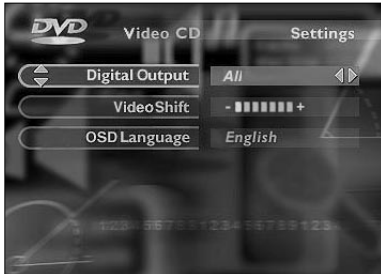 DVD Video CD Settings
Digital Output All
VideoShift - +
OSD Language English